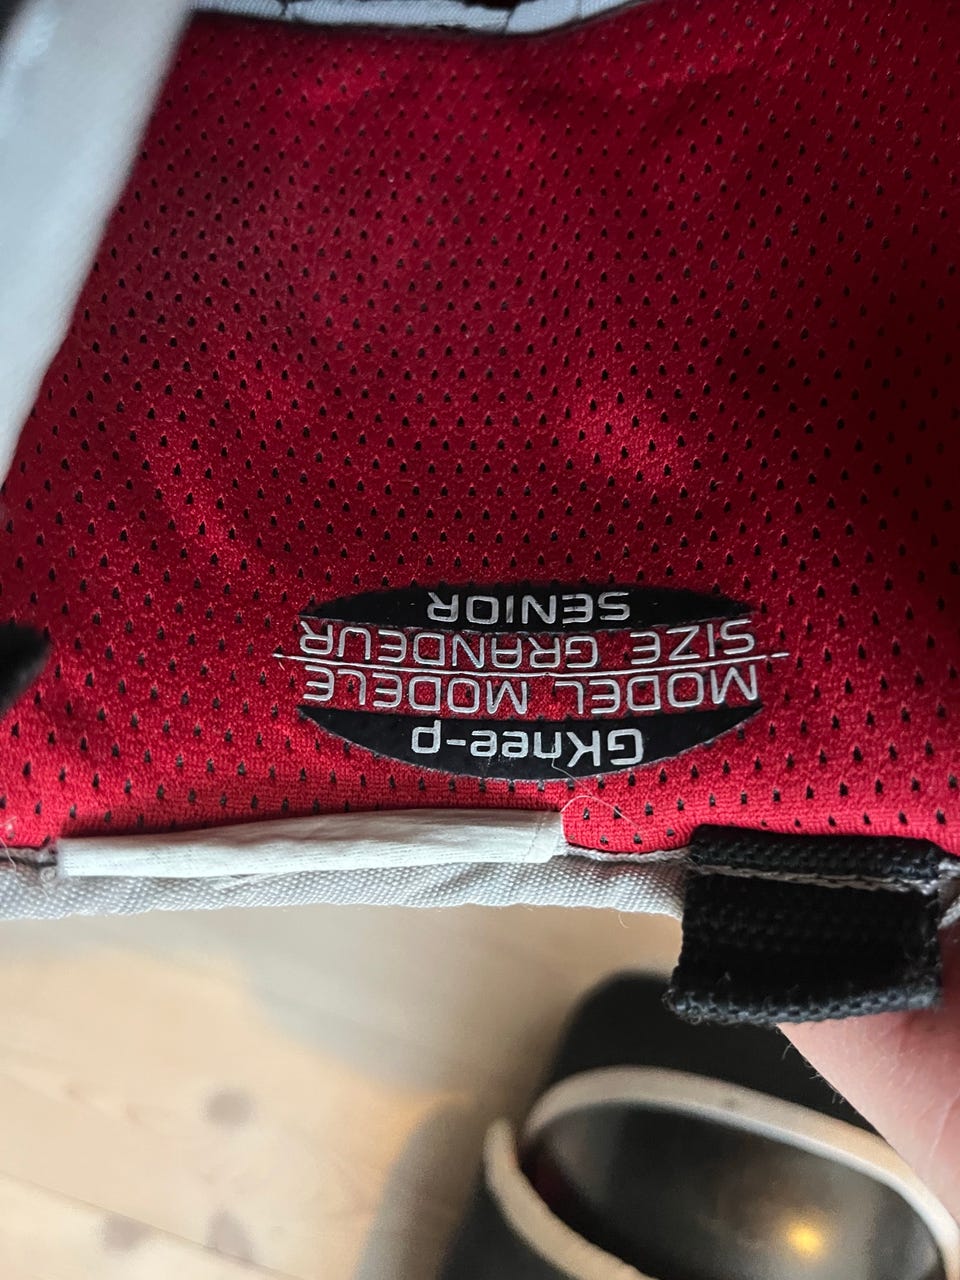 GKnee-p
MODEL MODELE
SIZE GRANDEUR
SENIOR